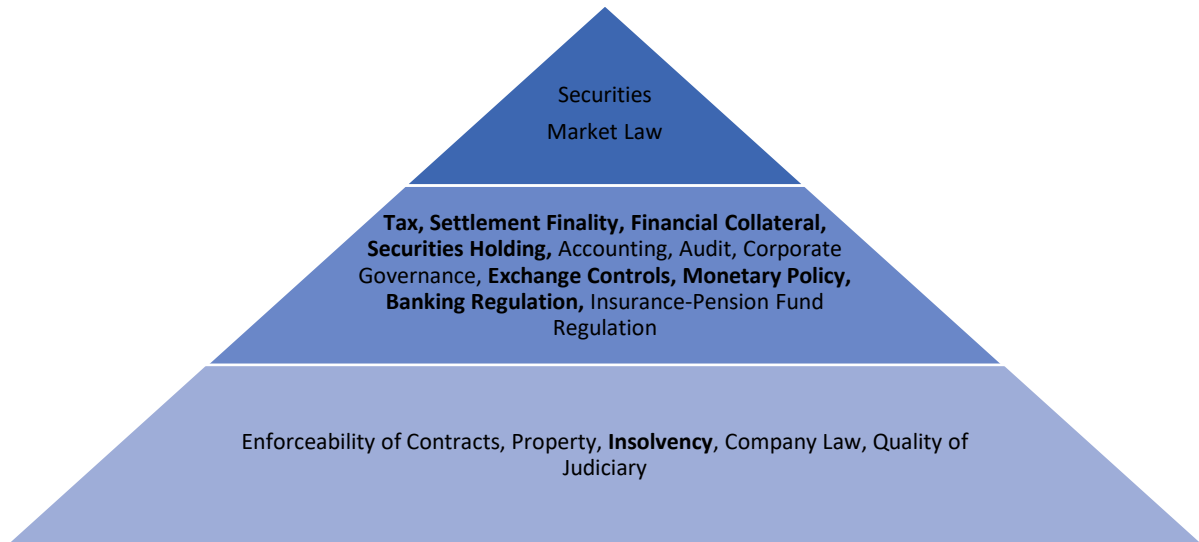 Securities
Market Law
Tax, Settlement Finality, Financial Collateral,
Securities Holding, Accounting, Audit, Corporate
Governance, Exchange Controls, Monetary Policy,
Banking Regulation, Insurance-Pension Fund
Regulation
Enforceability of Contracts, Property, Insolvency, Company Law, Quality of
Judiciary